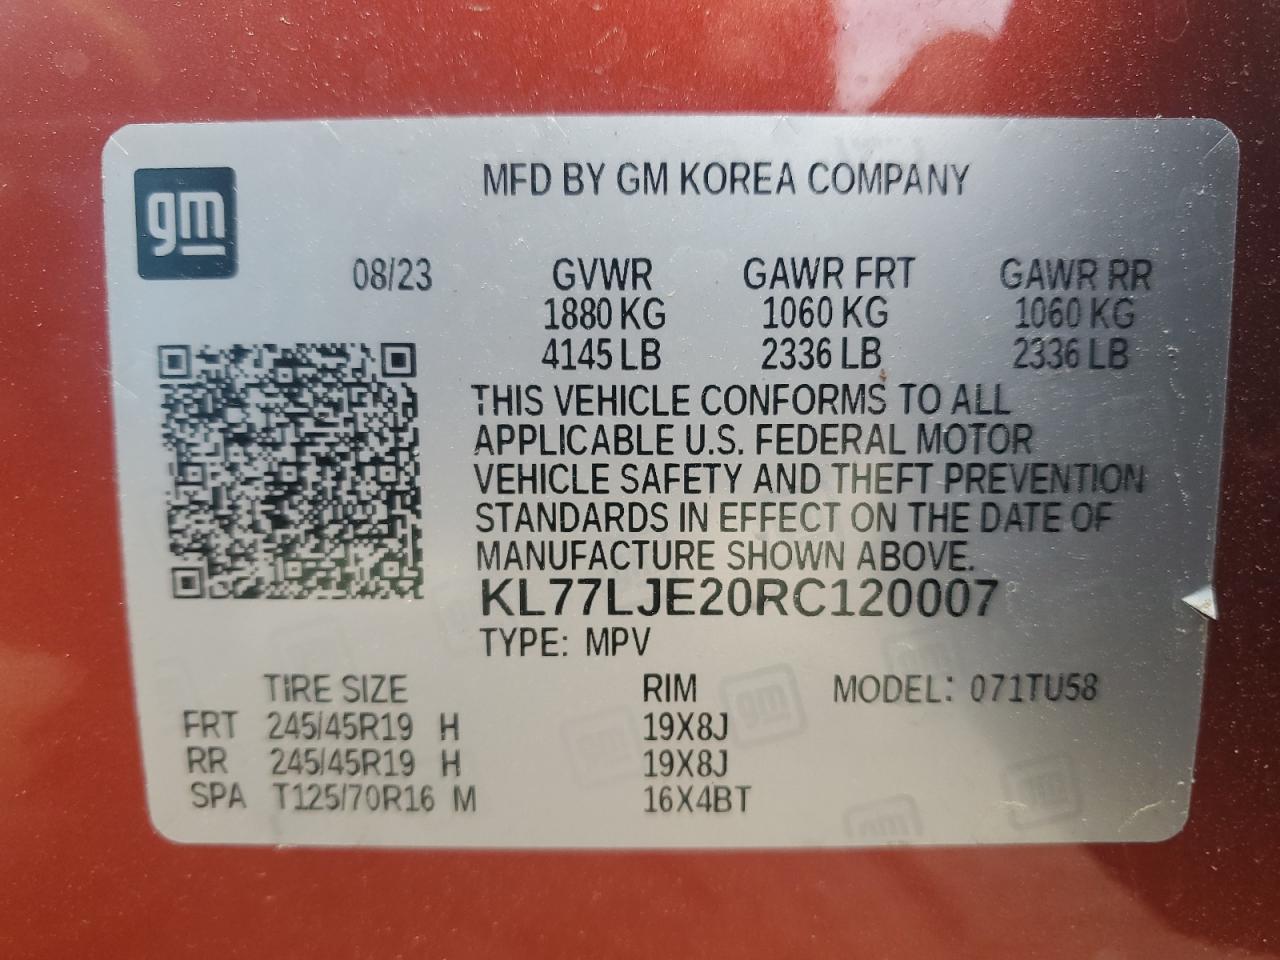 gm
MFD BY GM KOREA COMPANY
08/23 GVWR GAWR FRT GAWR RR
1880 KG 1060 KG 1060 KG
4145 LB 2336 LB 2336 LB
THIS VEHICLE CONFORMS TO ALL
APPLICABLE U.S. FEDERAL MOTOR
VEHICLE SAFETY AND THEFT PREVENTION
STANDARDS IN EFFECT ON THE DATE OF
MANUFACTURE SHOWN ABOVE.
KL77LJE20RC120007
TYPE: MPV
TIRE SIZE RIM MODEL: 071TU58
FRT 245/45R19 H 19X8J
RR 245/45R19 H 19X8J
SPA T125/70R16 M 16X4BT